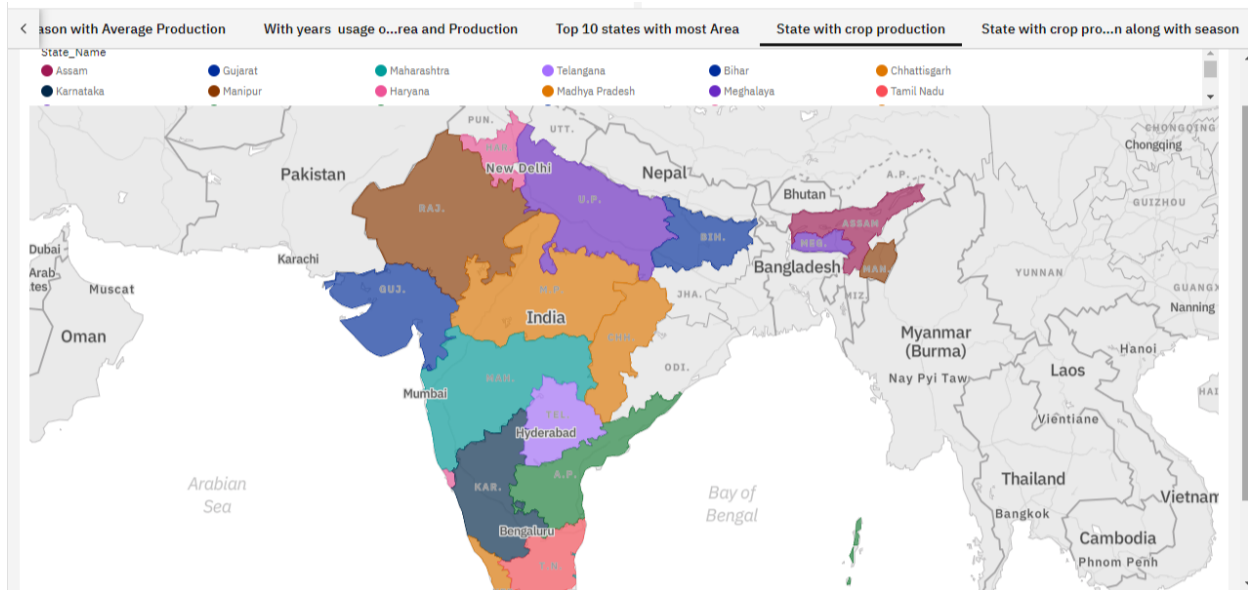 ason with Average Production
With years usage o...rea and Production
Top 10 states with most Area
State with crop production
State with crop pro...n along with season
State_Name
Assam
Gujarat
Maharashtra
Telangana
Bihar
Chhattisgarh
Karnataka
Manipur
Haryana
Madhya Pradesh
Meghalaya
Tamil Nadu
PUN.
UTT.
CHONGQING
Chongqing
Pakistan
HAR.
New Delhi
Nepal
A.P.
Bhutan
RAJ.
U.P.
GUIZHOU
ASSAM
Dubai
BIH.
MEG.
Karachi
Bangladesh
MAN.
Arab
tes
YUNNAN
Muscat
GUJ.
M.P.
JHA.
MIZ.
GUANGX
Nanning
Oman
India
CHH.
Myanmar
(Burma)
Hanoi
ODI.
Laos
Mumbai
MAH.
Nay Pyi Taw
HAI
TEL.
Vientiane
Hyderabad
Arabian
Sea
KAR.
A.P.
Bay of
Bengal
Thailand
Vietnam
Bengaluru
Bangkok
Cambodia
T.N.
Phnom Penh